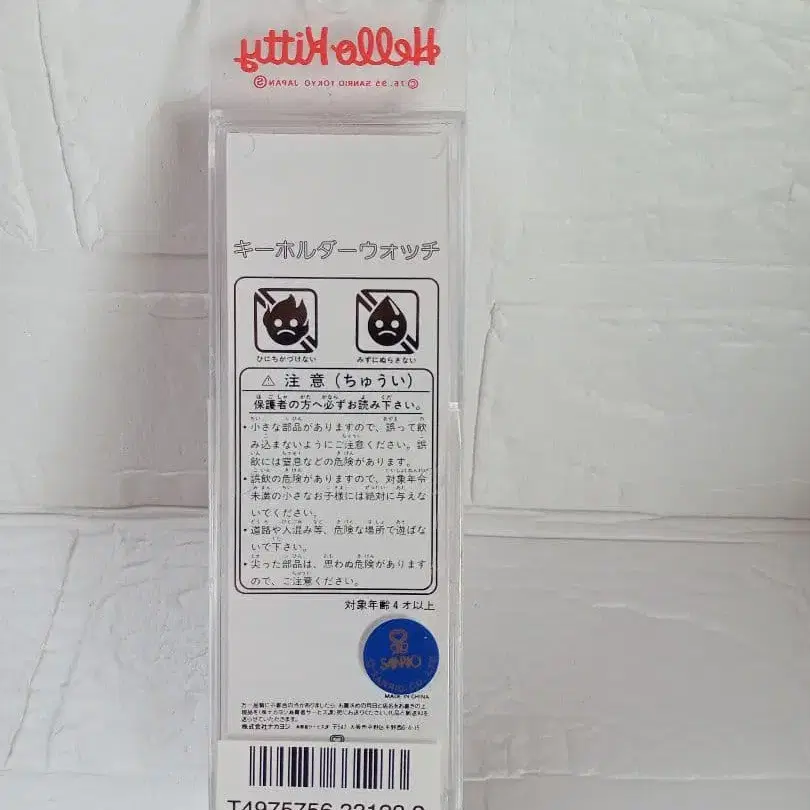 Hello Kitty
© '76, '95 SANRIO TOKYO JAPAN Ⓢ
キーホルダーウォッチ
ひにちかづけない みずにぬらさない
⚠ 注意(ちゅうい)
保護者の方へ必ずお読み下さい。
・小さな部品がありますので、誤って飲
み込まないようにご注意ください。誤
飲には窒息などの危険があります。
・誤飲の危険がありますので、対象年令
未満の小さなお子様には絶対に与えな
いでください。
・道路や人混み等、危険な場所で遊ばな
いで下さい。
・尖った部品は、思わぬ危険があります
ので、ご注意ください。
対象年齢4才以上
SANRIO
MADE IN CHINA
株式会社ナカヨシ
T4975756